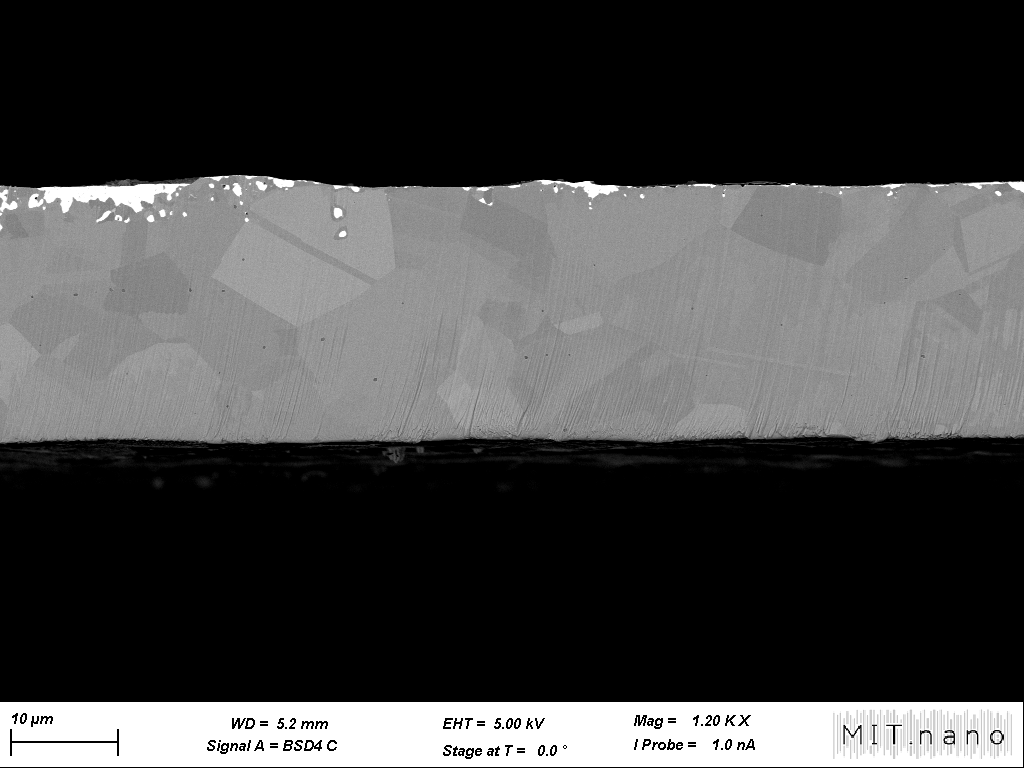 10 µm
WD = 5.2 mm
Signal A = BSD4 C
EHT = 5.00 kV
Stage at T = 0.0 °
Mag = 1.20 K X
I Probe = 1.0 nA
MIT.nano